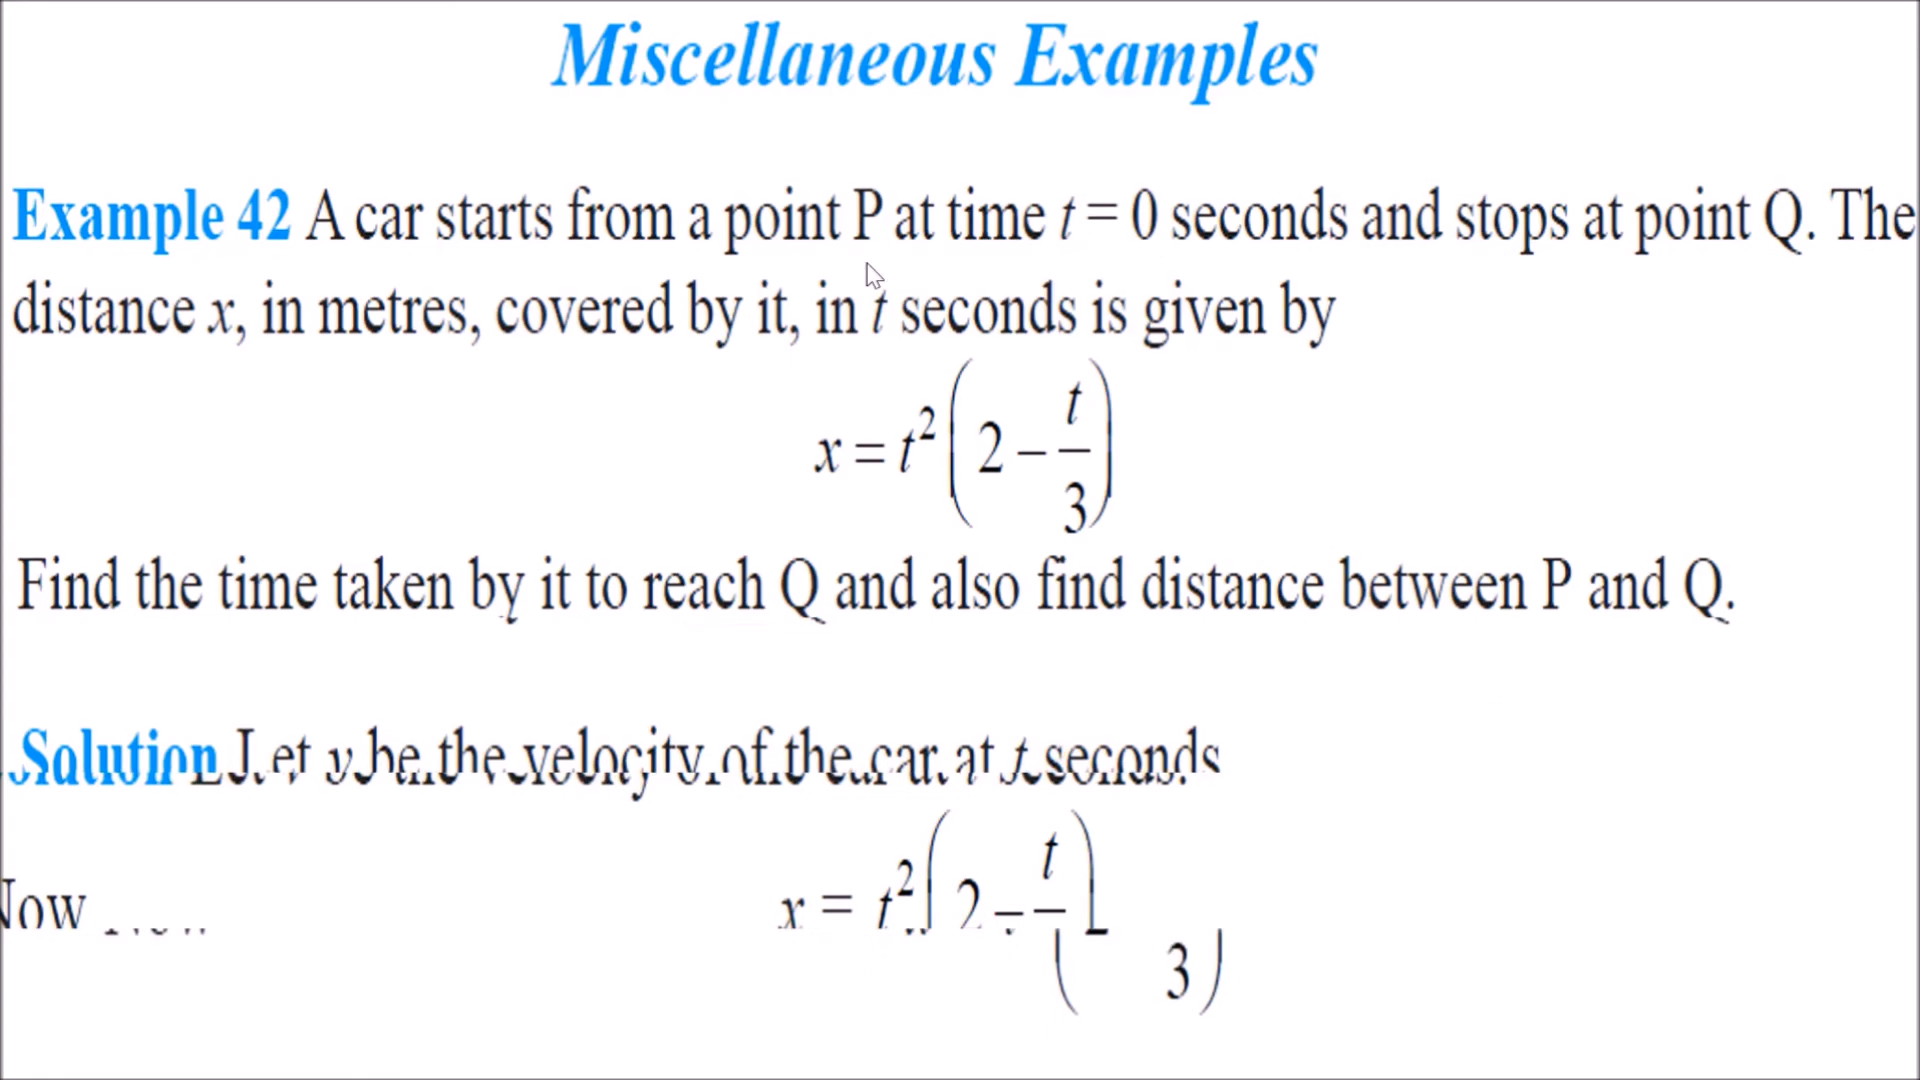 Miscellaneous Examples
Example 42 A car starts from a point P at time t = 0 seconds and stops at point Q. The
distance x, in metres, covered by it, in t seconds is given by
x = t² (2 − t/3)
Find the time taken by it to reach Q and also find distance between P and Q.
Solution Let v be the velocity of the car at t seconds
Now x = t² (2 − t/3)